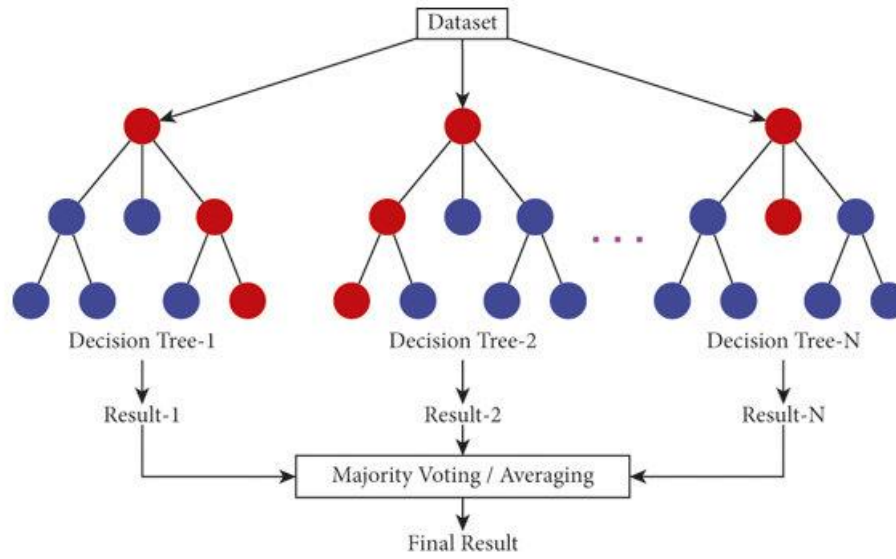 Dataset
Decision Tree-1
Decision Tree-2
Decision Tree-N
Result-1
Result-2
Result-N
Majority Voting / Averaging
Final Result